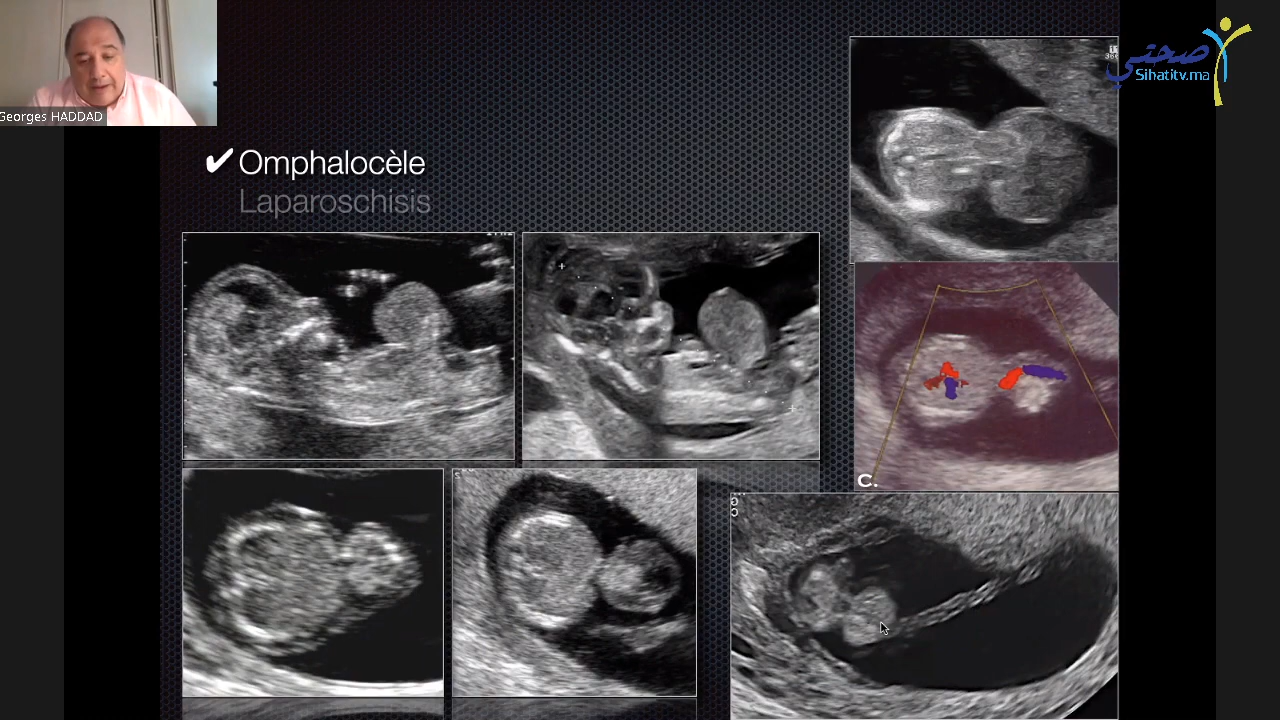 Georges HADDAD
صحتي
Sihatitv.ma
✔ Omphalocèle
Laparoschisis
C.